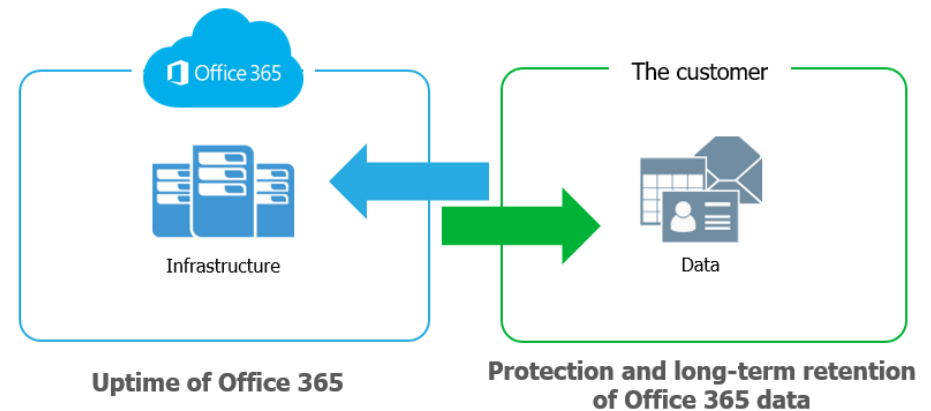 Office 365
The customer
Infrastructure
Data
Uptime of Office 365
Protection and long-term retention
of Office 365 data